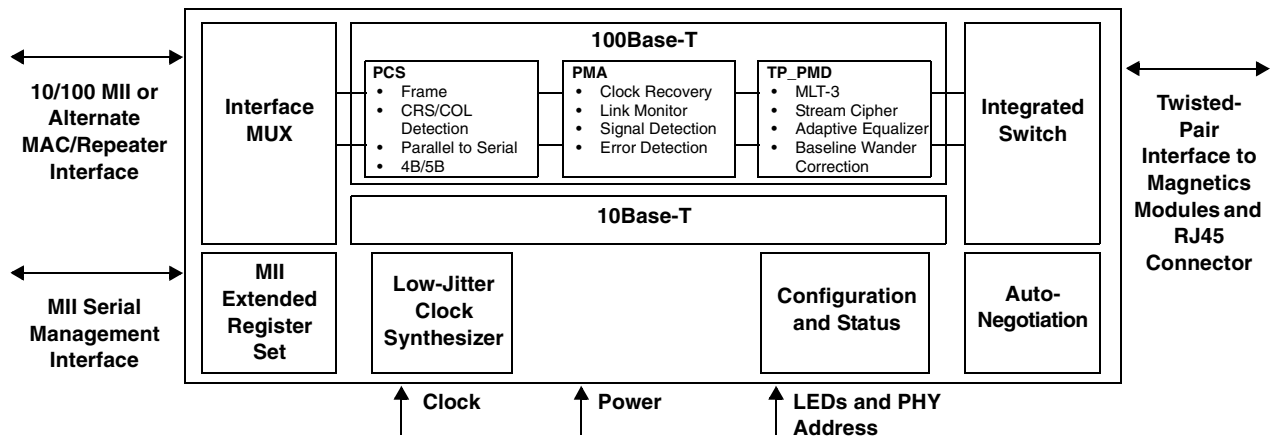 10/100 MII or
Alternate
MAC/Repeater
Interface
Interface
MUX
100Base-T
PCS
• Frame
• CRS/COL
Detection
• Parallel to Serial
• 4B/5B
PMA
• Clock Recovery
• Link Monitor
• Signal Detection
• Error Detection
TP_PMD
• MLT-3
• Stream Cipher
• Adaptive Equalizer
• Baseline Wander
Correction
10Base-T
Integrated
Switch
Twisted-
Pair
Interface to
Magnetics
Modules and
RJ45
Connector
MII Serial
Management
Interface
MII
Extended
Register
Set
Low-Jitter
Clock
Synthesizer
Configuration
and Status
Auto-
Negotiation
Clock
Power
LEDs and PHY
Address